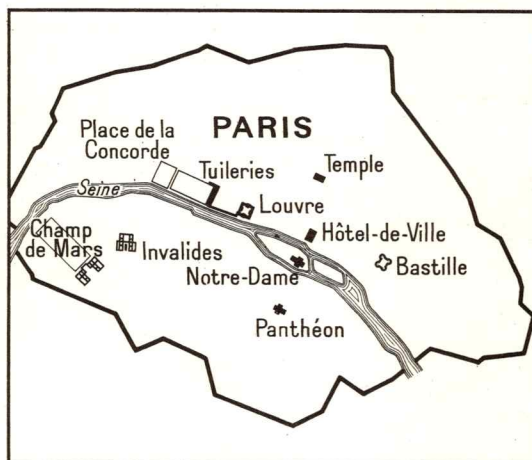 PARIS
Place de la
Concorde
Tuileries
Temple
Seine
Louvre
Champ
de Mars
Invalides
Hôtel-de-Ville
Notre-Dame
Bastille
Panthéon